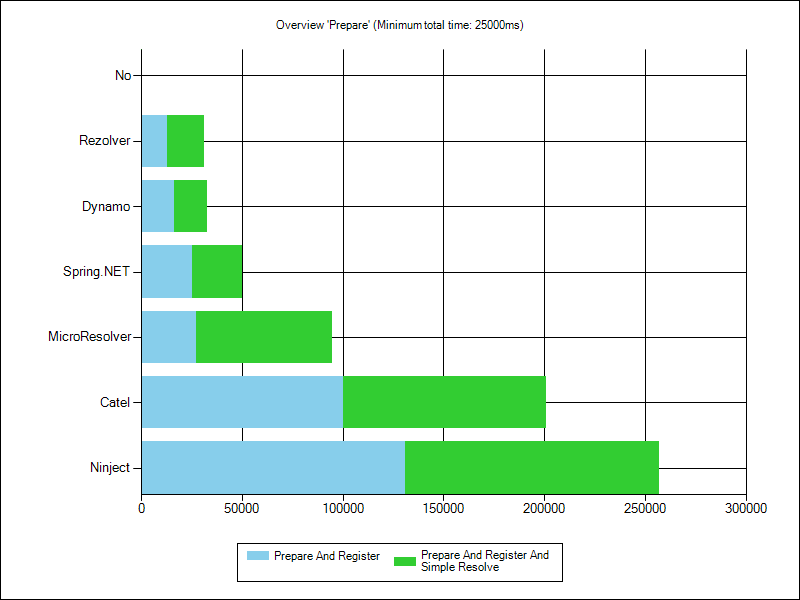 Overview 'Prepare' (Minimum total time: 25000ms)
No
Rezolver
Dynamo
Spring.NET
MicroResolver
Catel
Ninject
0 50000 100000 150000 200000 250000 300000
Prepare And Register
Prepare And Register And
Simple Resolve